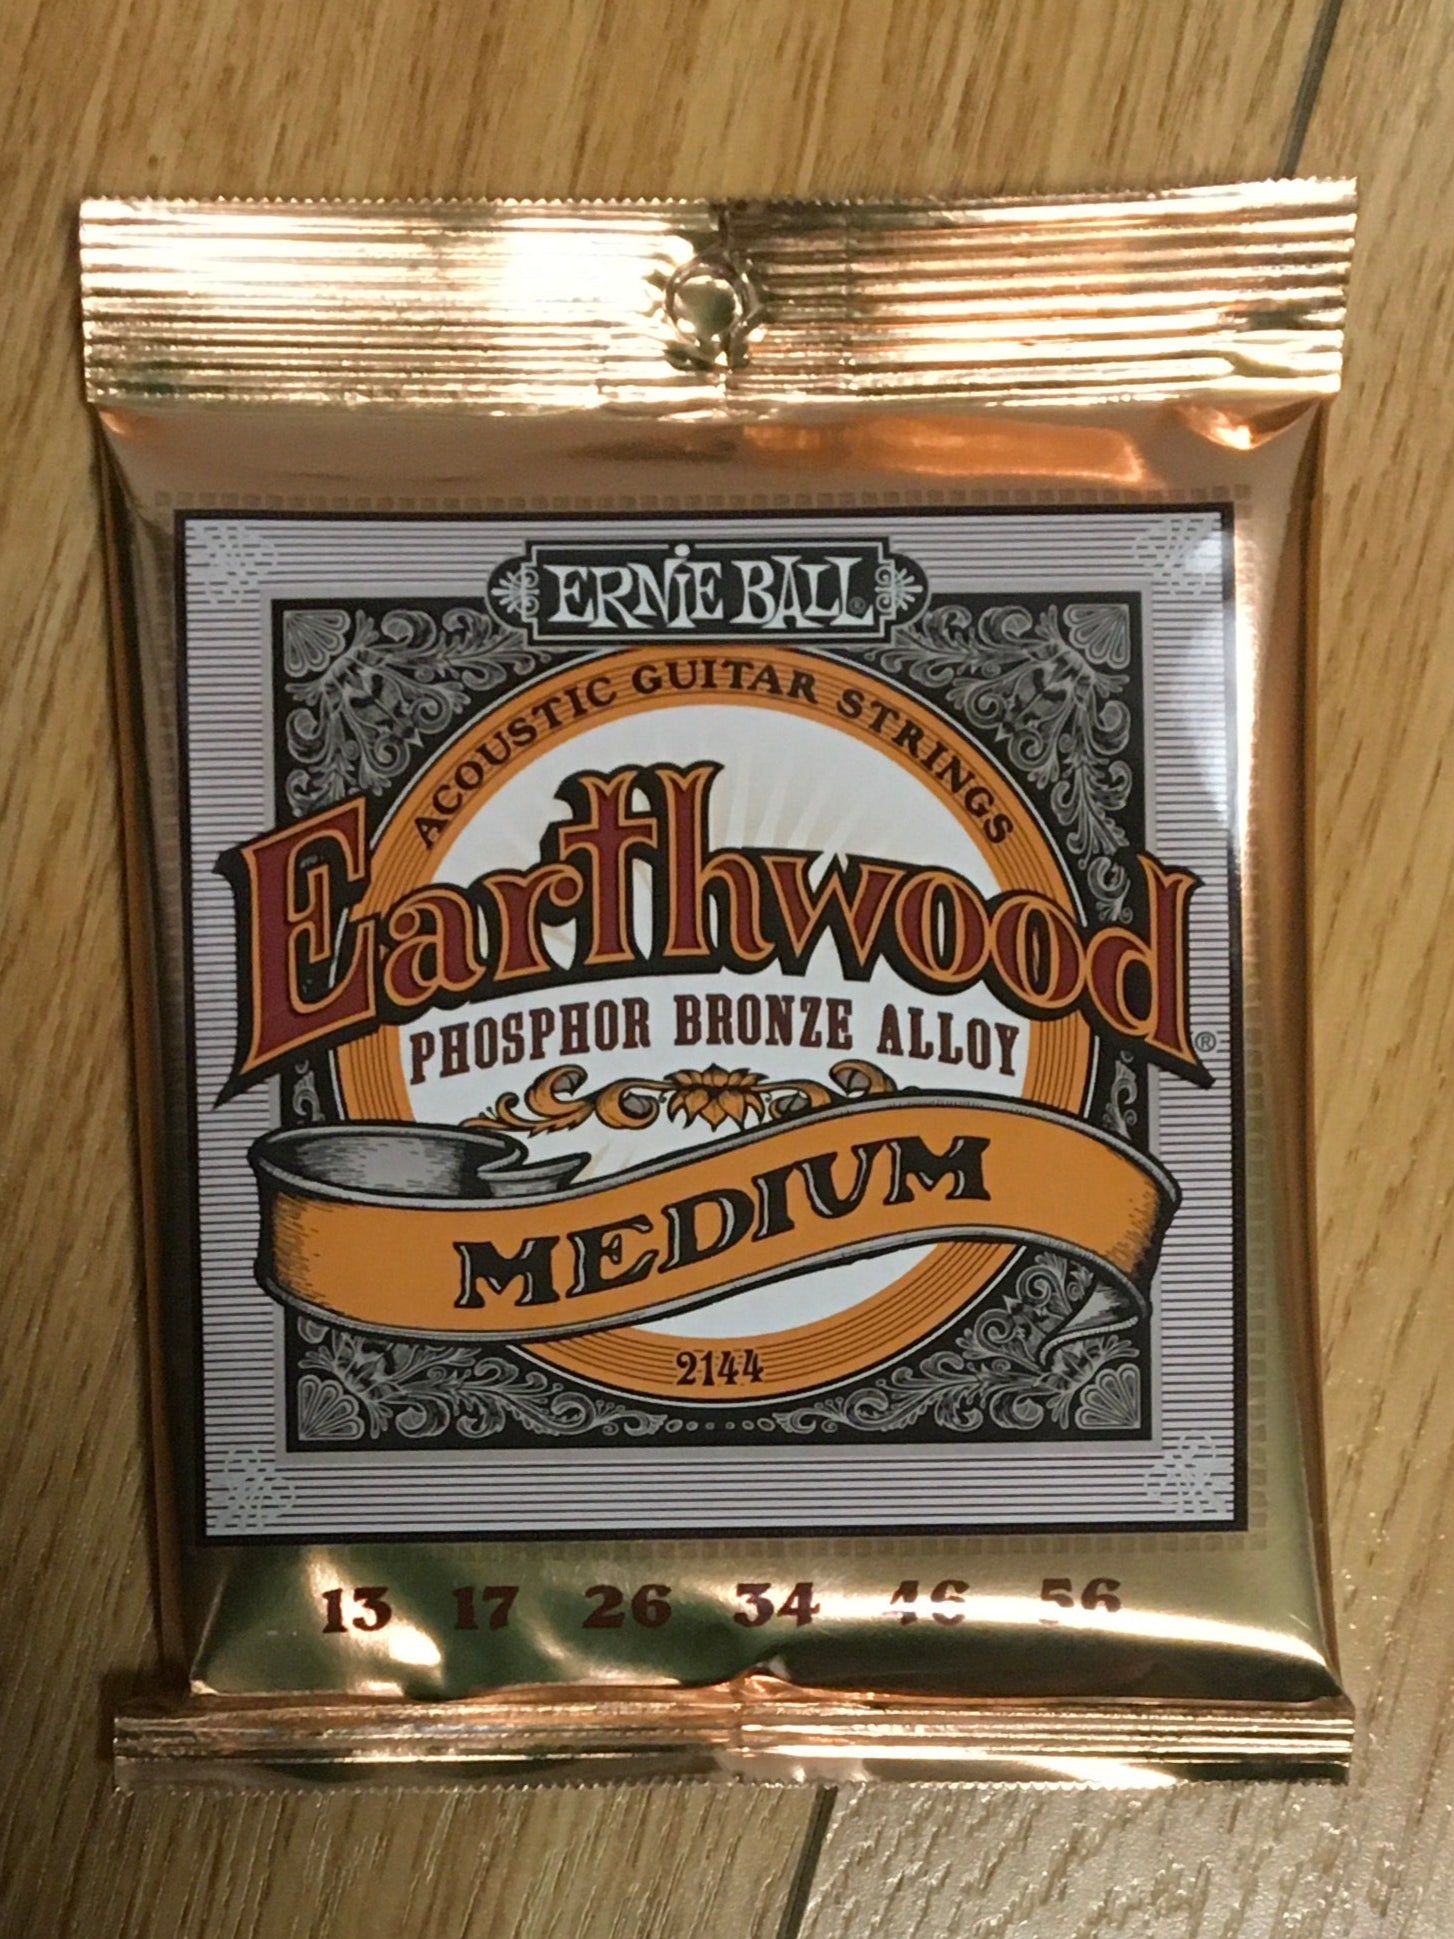 ERNIE BALL®
ACOUSTIC GUITAR STRINGS
Earthwood®
PHOSPHOR BRONZE ALLOY
MEDIUM
2144
13 17 26 34 46 56